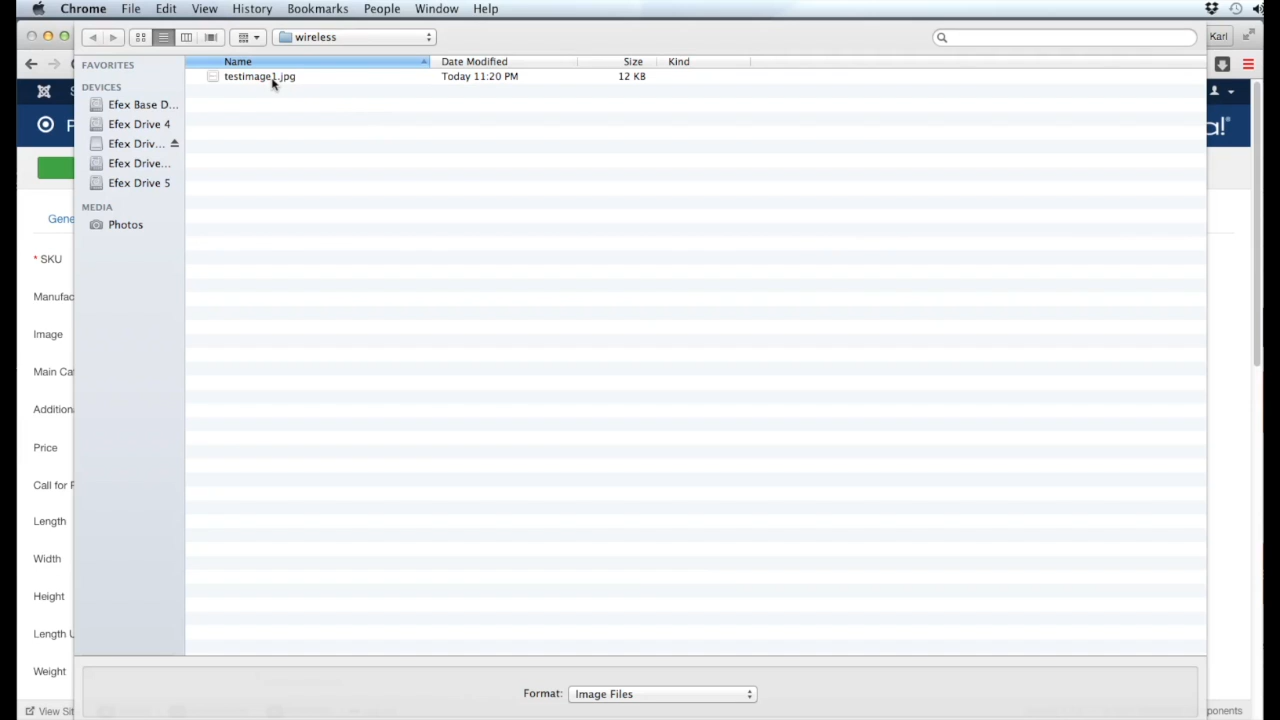 Chrome File Edit View History Bookmarks People Window Help
wireless
Karl
FAVORITES
Name Date Modified Size Kind
testimage1.jpg Today 11:20 PM 12 KB
DEVICES
Efex Base D...
Efex Drive 4
Efex Driv...
Efex Drive...
Efex Drive 5
MEDIA
Photos
a!®
Gene
* SKU
Manufac
Image
Main Cat
Addition
Price
Call for P
Length
Width
Height
Length U
Weight
Format: Image Files
View Sit
ponents